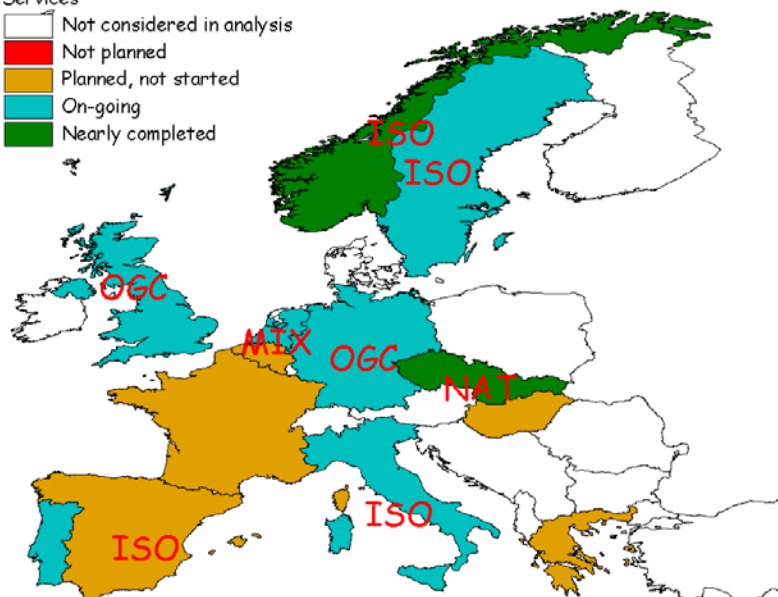 Services
Not considered in analysis
Not planned
Planned, not started
On-going
Nearly completed
ISO
ISO
OGC
MIX
OGC
NAT
ISO
ISO